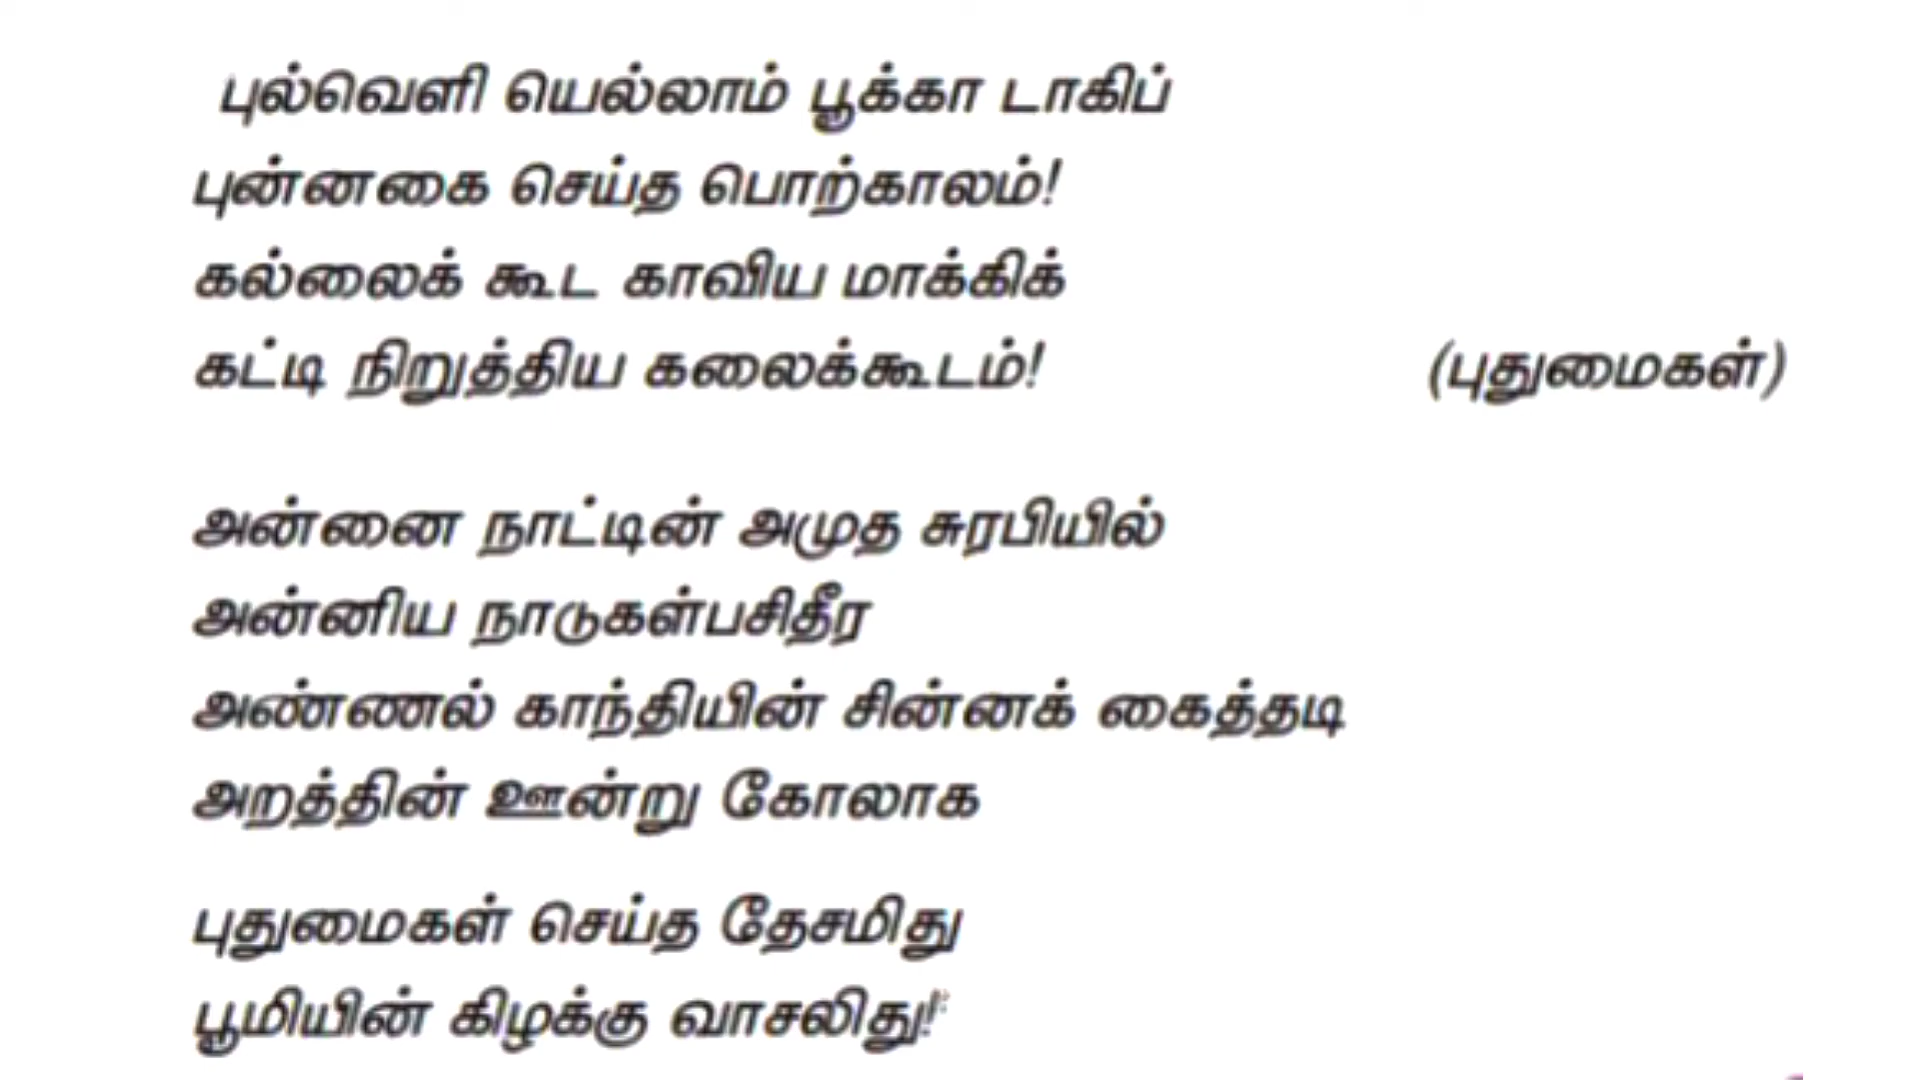 புல்வெளி யெல்லாம் பூக்கா டாகிப்
புன்னகை செய்த பொற்காலம்!
கல்லைக் கூட காவிய மாக்கிக்
கட்டி நிறுத்திய கலைக்கூடம்! (புதுமைகள்)
அன்னை நாட்டின் அமுத சுரபியில்
அன்னிய நாடுகள்பசிதீர
அண்ணல் காந்தியின் சின்னக் கைத்தடி
அறத்தின் ஊன்று கோலாக
புதுமைகள் செய்த தேசமிது
பூமியின் கிழக்கு வாசலிது!